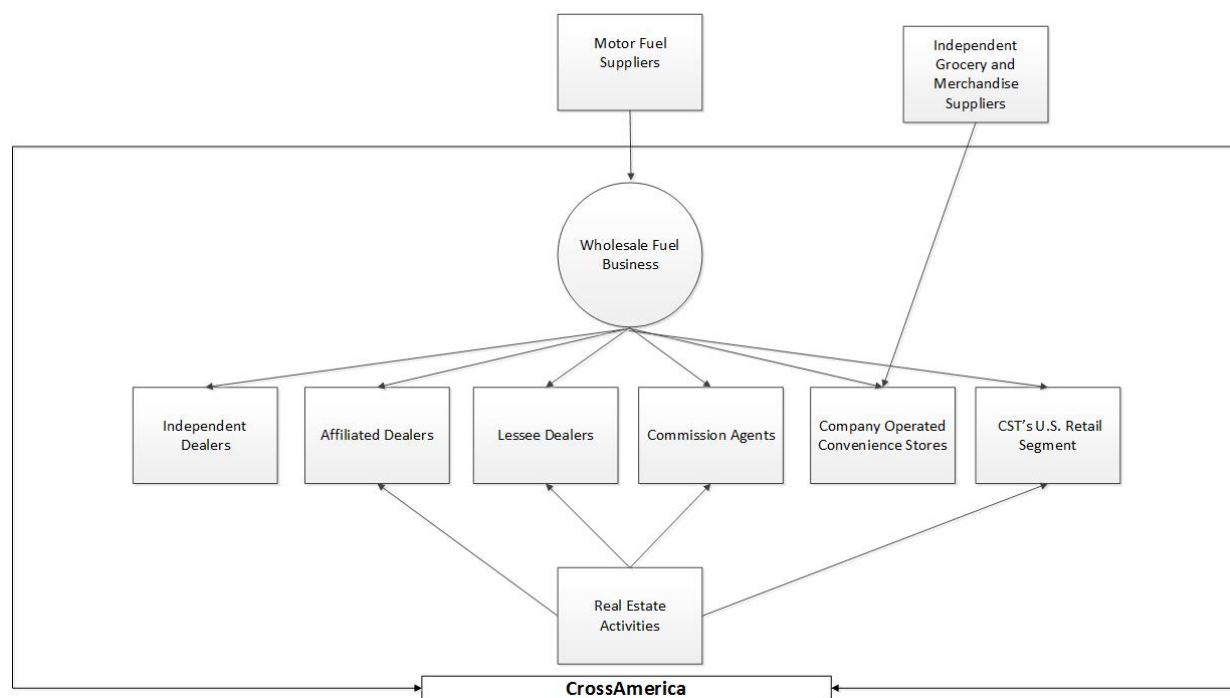 Motor Fuel
Suppliers
Independent
Grocery and
Merchandise
Suppliers
Wholesale Fuel
Business
Independent
Dealers
Affiliated Dealers
Lessee Dealers
Commission Agents
Company Operated
Convenience Stores
CST’s U.S. Retail
Segment
Real Estate
Activities
CrossAmerica